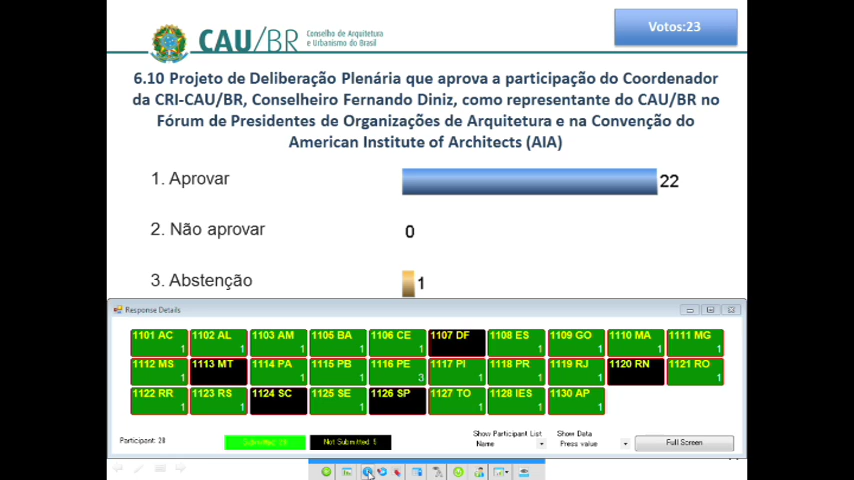 CAU/BR
Conselho de Arquitetura
e Urbanismo do Brasil
Votos:23
6.10 Projeto de Deliberação Plenária que aprova a participação do Coordenador
da CRI-CAU/BR, Conselheiro Fernando Diniz, como representante do CAU/BR no
Fórum de Presidentes de Organizações de Arquitetura e na Convenção do
American Institute of Architects (AIA)
1. Aprovar 22
2. Não aprovar 0
3. Abstenção 1
Response Details
1101 AC 1102 AL 1103 AM 1105 BA 1106 CE 1107 DF 1108 ES 1109 GO 1110 MA 1111 MG
1 1 1 1 1 1 1 1 1
1112 MS 1113 MT 1114 PA 1115 PB 1116 PE 1117 PI 1118 PR 1119 RJ 1120 RN 1121 RO
1 1 1 3 1 1 1 1
1122 RR 1123 RS 1124 SC 1125 SE 1126 SP 1127 TO 1128 IES 1130 AP
1 1 1 1 1 1
Participant: 28
Not Submitted: 5
Show Participant List
Name
Show Data
Press value
Full Screen